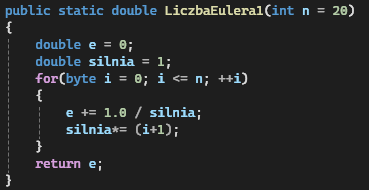 public static double LiczbaEulera1(int n = 20)
{
double e = 0;
double silnia = 1;
for(byte i = 0; i <= n; ++i)
{
e += 1.0 / silnia;
silnia*= (i+1);
}
return e;
}